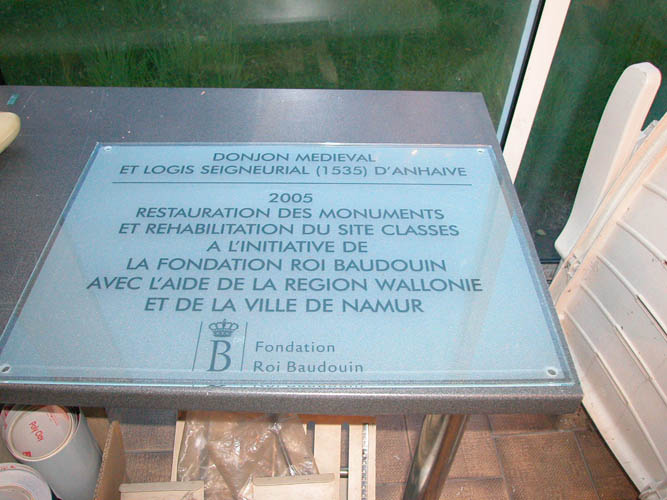 DONJON MEDIEVAL
ET LOGIS SEIGNEURIAL (1535) D'ANHAIVE
2005
RESTAURATION DES MONUMENTS
ET REHABILITATION DU SITE CLASSES
A L'INITIATIVE DE
LA FONDATION ROI BAUDOUIN
AVEC L'AIDE DE LA REGION WALLONIE
ET DE LA VILLE DE NAMUR
B
Fondation
Roi Baudouin